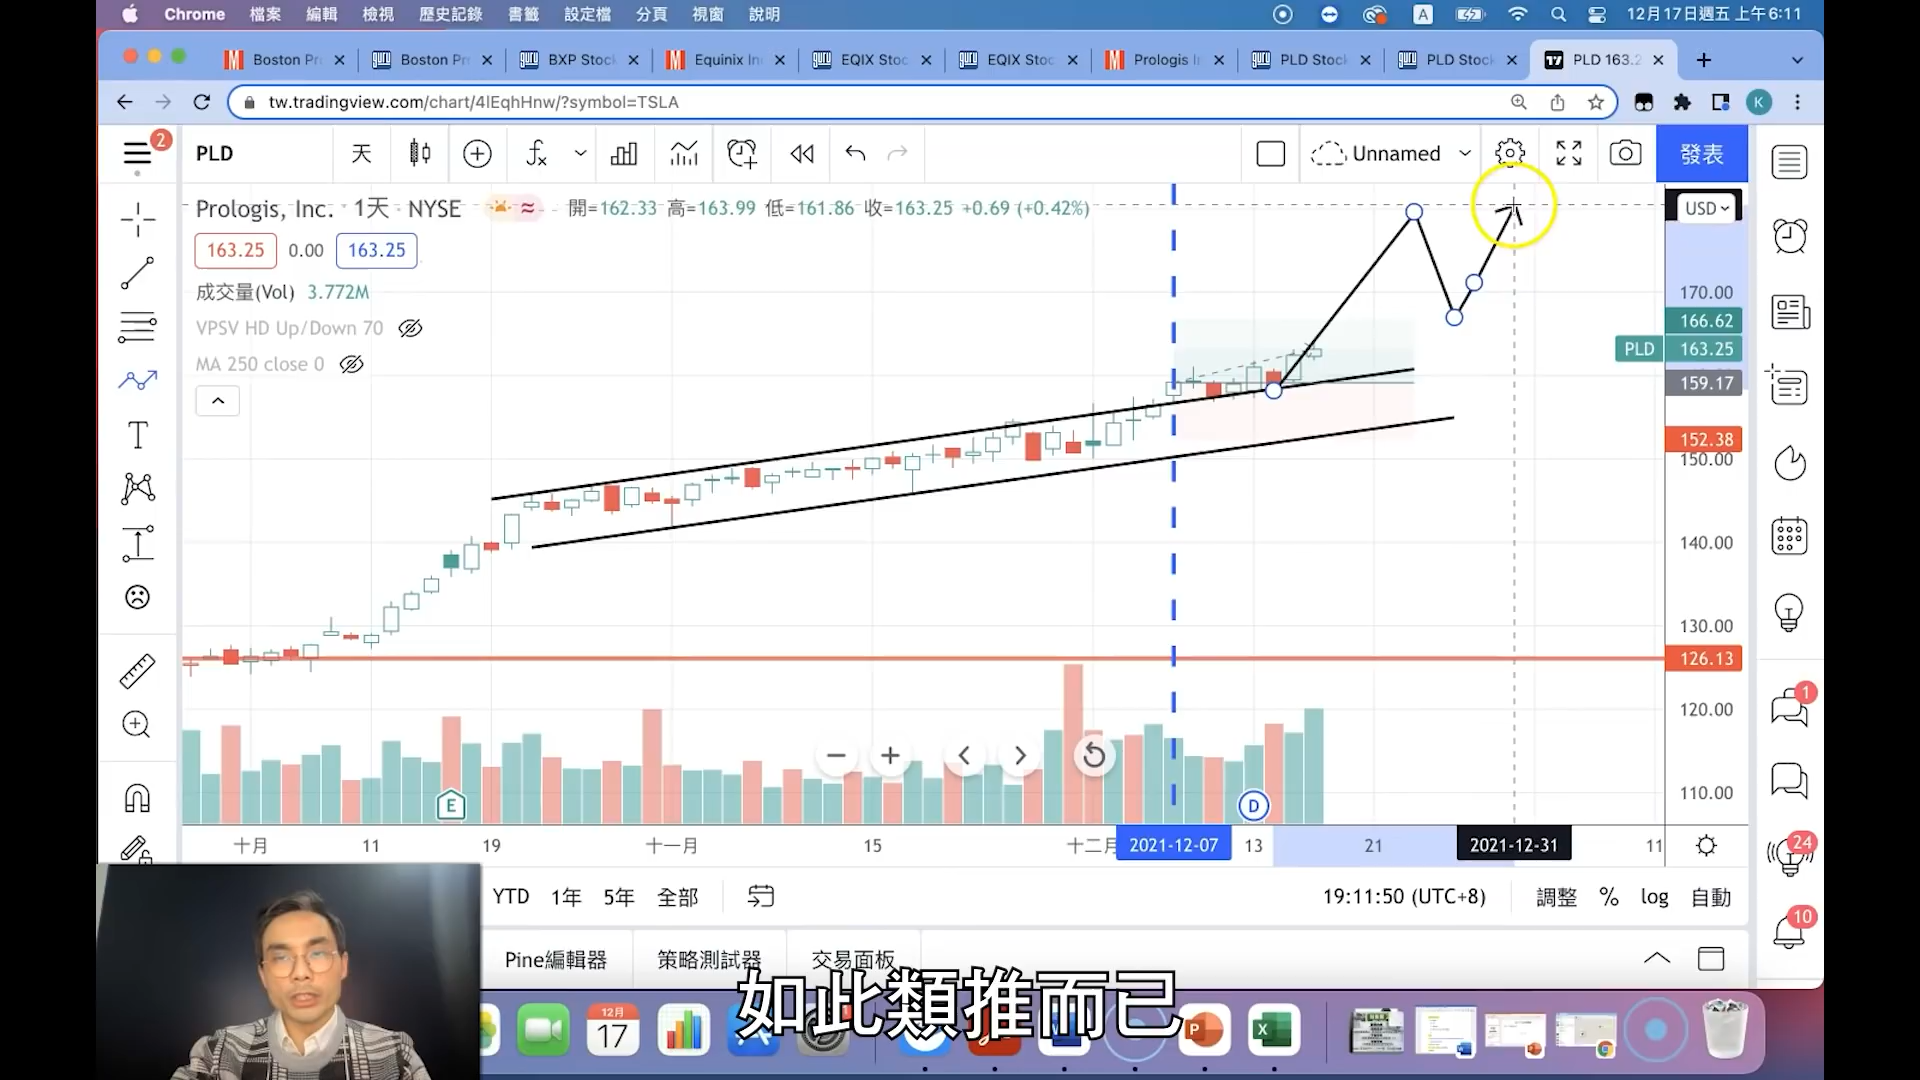 Chrome 檔案 編輯 檢視 歷史記錄 書籤 設定檔 分頁 視窗 說明 A 12月17日週五 上午6:11
Boston Pr Boston Pr BXP Stock Equinix In EQIX Stoc EQIX Stoc Prologis I PLD Stock PLD Stock PLD 163.2
tw.tradingview.com/chart/4lEqhHnw/?symbol=TSLA K
2 PLD 天 Unnamed 發表
Prologis, Inc. · 1天 · NYSE 開=162.33 高=163.99 低=161.86 收=163.25 +0.69 (+0.42%) USD
163.25 0.00 163.25
成交量(Vol) 3.772M
VPSV HD Up/Down 70
MA 250 close 0
170.00
166.62
PLD 163.25
159.17
152.38
150.00
140.00
130.00
126.13
120.00
110.00
1
24
10
E D
十月 11 19 十一月 15 十二月 2021-12-07 13 21 2021-12-31 11
YTD 1年 5年 全部 19:11:50 (UTC+8) 調整 % log 自動
Pine編輯器 策略測試器 交易面板
如此類推而已
12月
17
P X